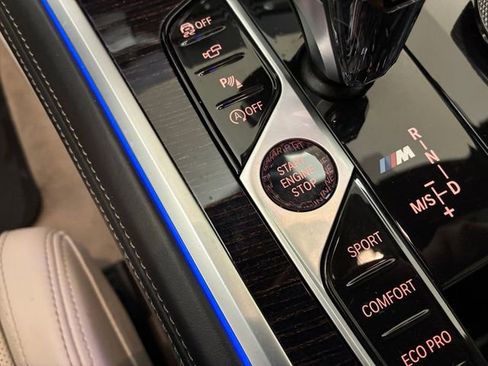 OFF
P
A OFF
START
ENGINE
STOP
M
R
N
D
M/S
+
SPORT
COMFORT
ECO PRO